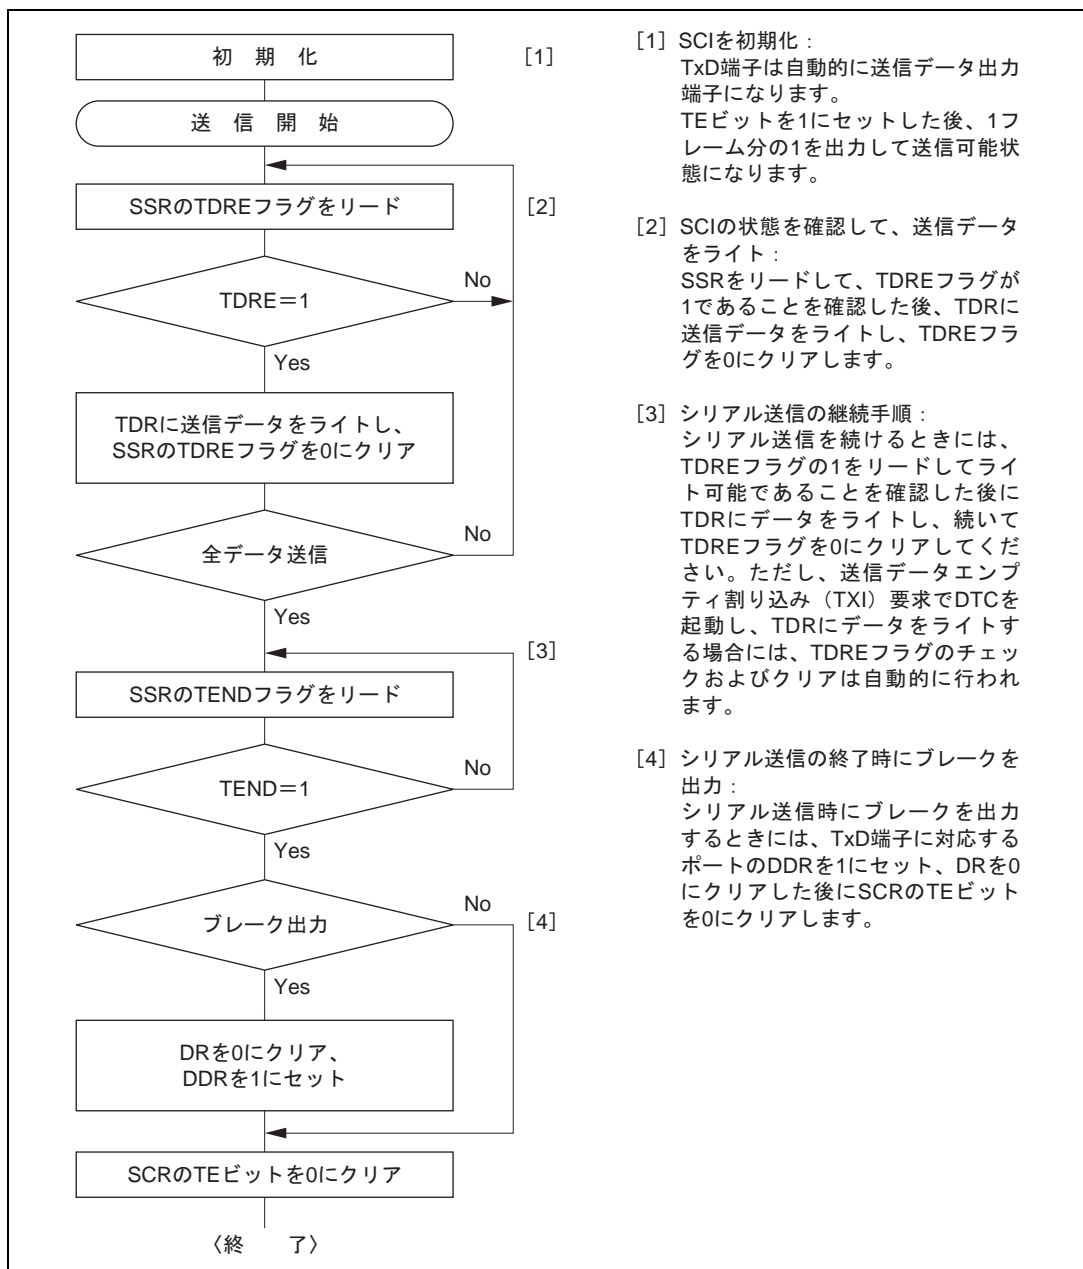 初　期　化
[1]
送　信　開　始
SSRのTDREフラグをリード
[2]
TDRE＝1
No
Yes
TDRに送信データをライトし、
SSRのTDREフラグを0にクリア
全データ送信
No
Yes
[3]
SSRのTENDフラグをリード
TEND＝1
No
Yes
ブレーク出力
No
[4]
Yes
DRを0にクリア、
DDRを1にセット
SCRのTEビットを0にクリア
〈終　　了〉
[1] SCIを初期化：
TxD端子は自動的に送信データ出力
端子になります。
TEビットを1にセットした後、1フ
レーム分の1を出力して送信可能状
態になります。
[2] SCIの状態を確認して、送信データ
をライト：
SSRをリードして、TDREフラグが
1であることを確認した後、TDRに
送信データをライトし、TDREフラ
グを0にクリアします。
[3] シリアル送信の継続手順：
シリアル送信を続けるときには、
TDREフラグの1をリードしてライ
ト可能であることを確認した後に
TDRにデータをライトし、続いて
TDREフラグを0にクリアしてくだ
さい。ただし、送信データエンプ
ティ割り込み（TXI）要求でDTCを
起動し、TDRにデータをライトす
る場合には、TDREフラグのチェッ
クおよびクリアは自動的に行われ
ます。
[4] シリアル送信の終了時にブレークを
出力：
シリアル送信時にブレークを出力
するときには、TxD端子に対応する
ポートのDDRを1にセット、DRを0
にクリアした後にSCRのTEビット
を0にクリアします。